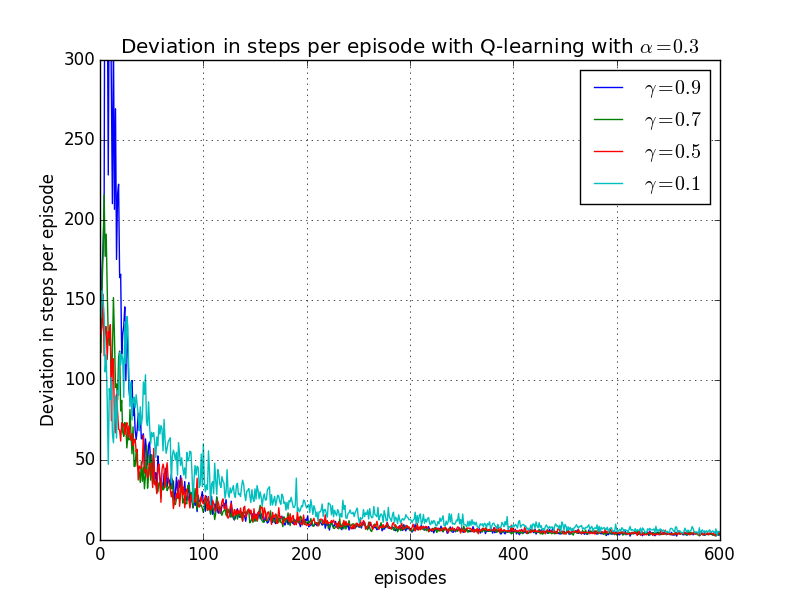 Deviation in steps per episode with Q-learning with α=0.3
300
250
200
150
100
50
0
Deviation in steps per episode
γ=0.9
γ=0.7
γ=0.5
γ=0.1
0 100 200 300 400 500 600
episodes